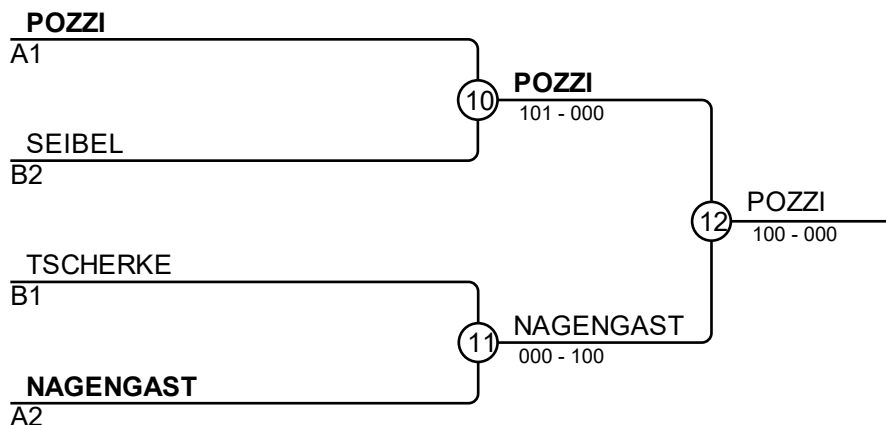 POZZI
A1
10
POZZI
101 - 000
SEIBEL
B2
12
POZZI
100 - 000
TSCHERKE
B1
11
NAGENGAST
000 - 100
NAGENGAST
A2